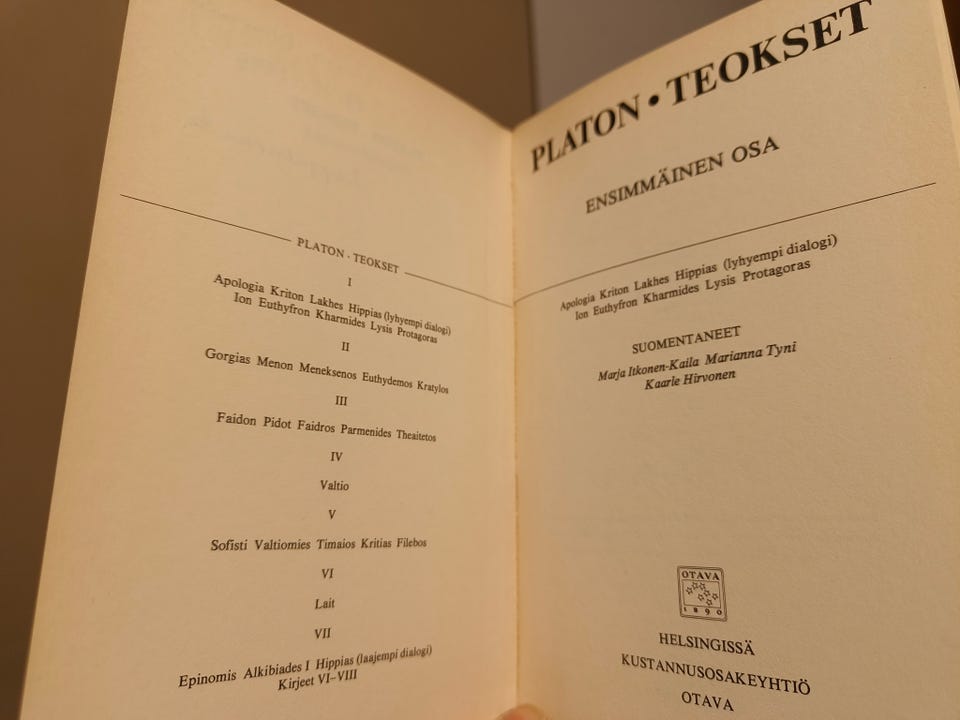 PLATON · TEOKSET
I
Apologia Kriton Lakhes Hippias (lyhyempi dialogi)
Ion Euthyfron Kharmides Lysis Protagoras
II
Gorgias Menon Meneksenos Euthydemos Kratylos
III
Faidon Pidot Faidros Parmenides Theaitetos
IV
Valtio
V
Sofisti Valtiomies Timaios Kritias Filebos
VI
Lait
VII
Epinomis Alkibiades I Hippias (laajempi dialogi)
Kirjeet VI–VIII
PLATON • TEOKSET
ENSIMMÄINEN OSA
Apologia Kriton Lakhes Hippias (lyhyempi dialogi)
Ion Euthyfron Kharmides Lysis Protagoras
SUOMENTANEET
Marja Itkonen-Kaila Marianna Tyni
Kaarle Hirvonen
OTAVA
1890
HELSINGISSÄ
KUSTANNUSOSAKEYHTIÖ
OTAVA